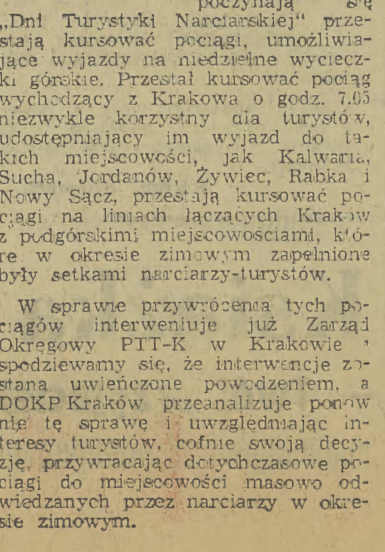 poczynają się
„Dni Turystyki Narciarskiej" prze-
stają kursować pociągi, umożliwia-
jące wyjazdy na niedzielne wyciecz-
ki górskie. Przestał kursować pociąg
wychodzący z Krakowa o godz. 7.05
niezwykle korzystny dla turystów,
udostępniający im wyjazd do ta-
kich miejscowości, jak Kalwaria,
Sucha, Jordanów, Żywiec, Rabka i
Nowy Sącz, przestają kursować po-
ciągi na liniach łączących Kraków
z podgórskimi miejscowościami, któ-
re w okresie zimowym zapełnione
były setkami narciarzy-turystów.
W sprawie przywrócenia tych po-
ciągów interweniuje już Zarząd
Okręgowy PTT-K w Krakowie
spodziewamy się, że interwencje zo-
staną uwieńczone powodzeniem, a
DOKP Kraków przeanalizuje ponow
nie tę sprawę i uwzględniając in-
teresy turystów, cofnie swoją decy-
zję, przywracając dotychczasowe po-
ciągi do miejscowości masowo od-
wiedzanych przez narciarzy w okre-
sie zimowym.